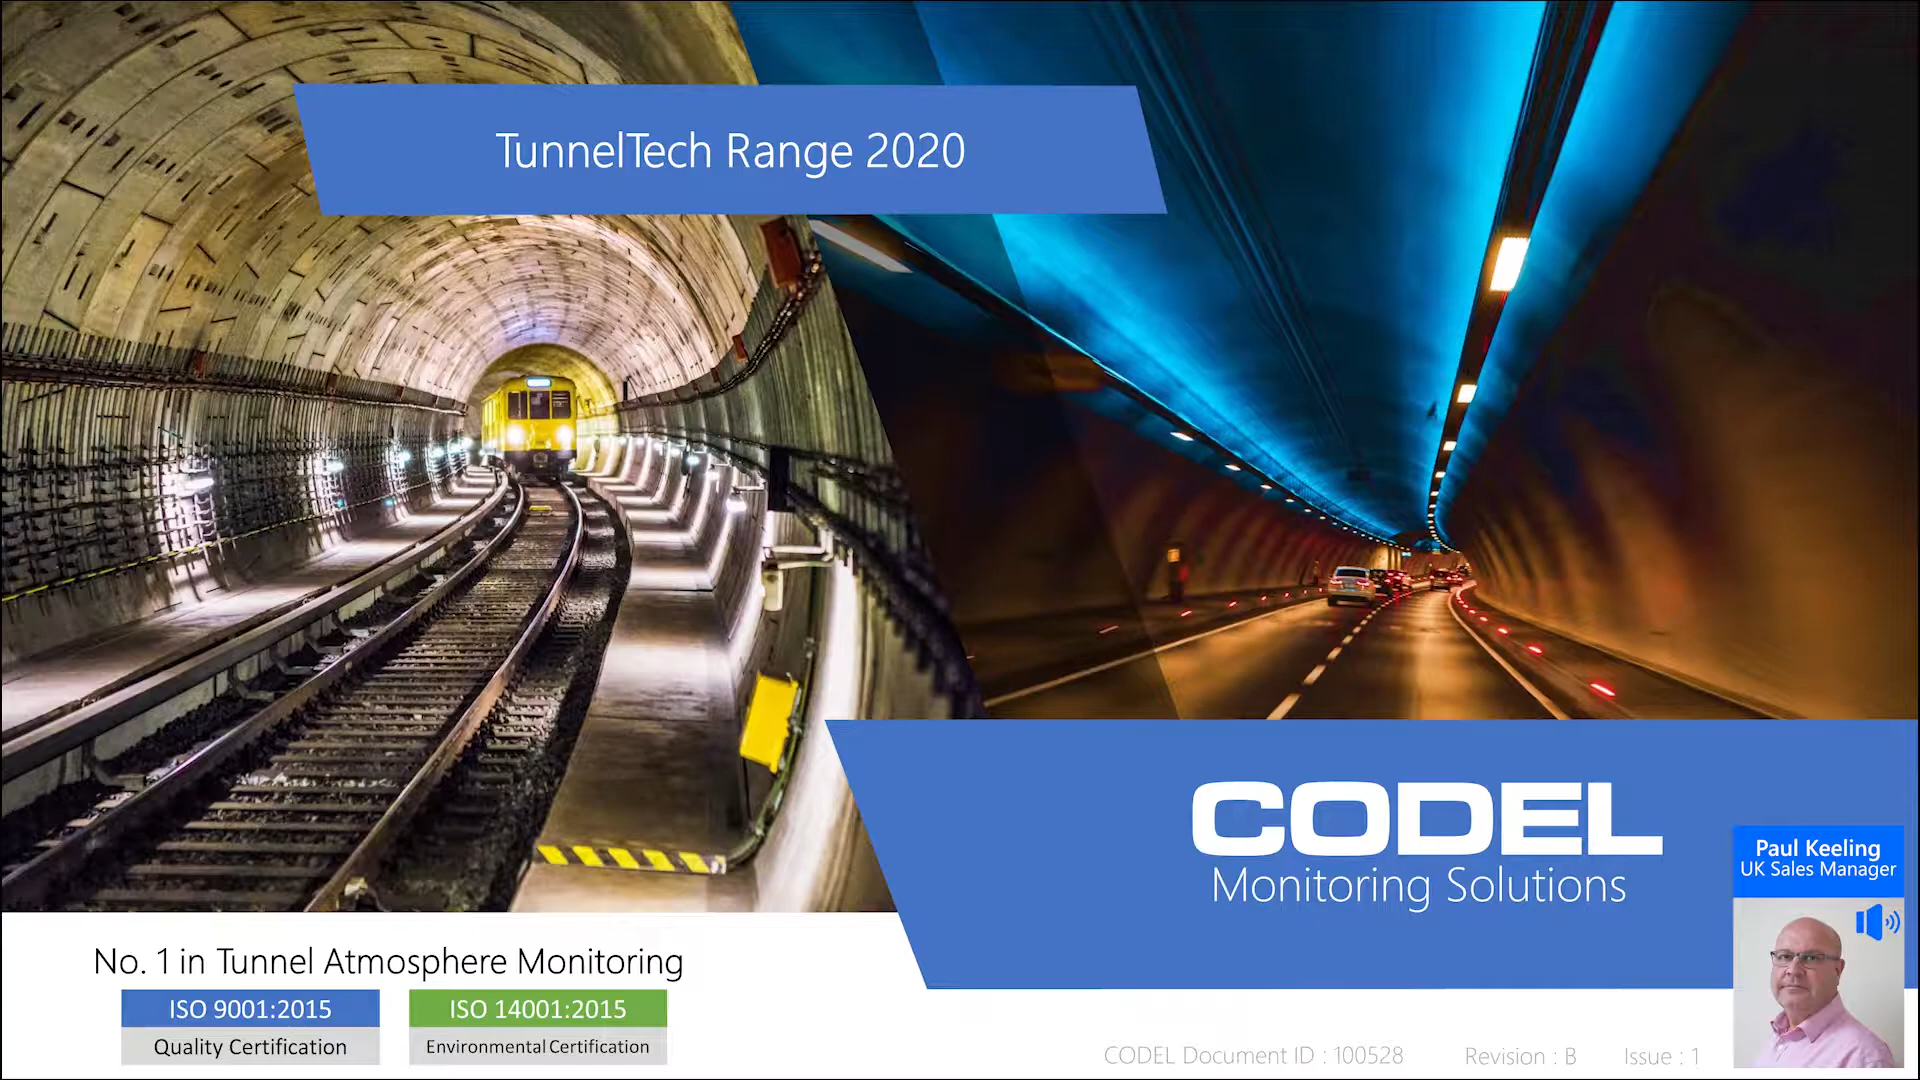 TunnelTech Range 2020
CODEL
Monitoring Solutions
Paul Keeling
UK Sales Manager
No. 1 in Tunnel Atmosphere Monitoring
ISO 9001:2015
Quality Certification
ISO 14001:2015
Environmental Certification
CODEL Document ID : 100528
Revision : B
Issue : 1